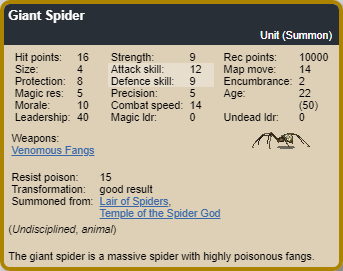 Giant Spider
Unit (Summon)
Hit points: 16 Strength: 9 Rec points: 10000
Size: 4 Attack skill: 12 Map move: 14
Protection: 8 Defence skill: 9 Encumbrance: 2
Magic res: 5 Precision: 5 Age: 22
Morale: 10 Combat speed: 14 (50)
Leadership: 40 Magic ldr: 0 Undead ldr: 0
Weapons:
Venomous Fangs
Resist poison: 15
Transformation: good result
Summoned from: Lair of Spiders,
Temple of the Spider God
(Undisciplined, animal)
The giant spider is a massive spider with highly poisonous fangs.